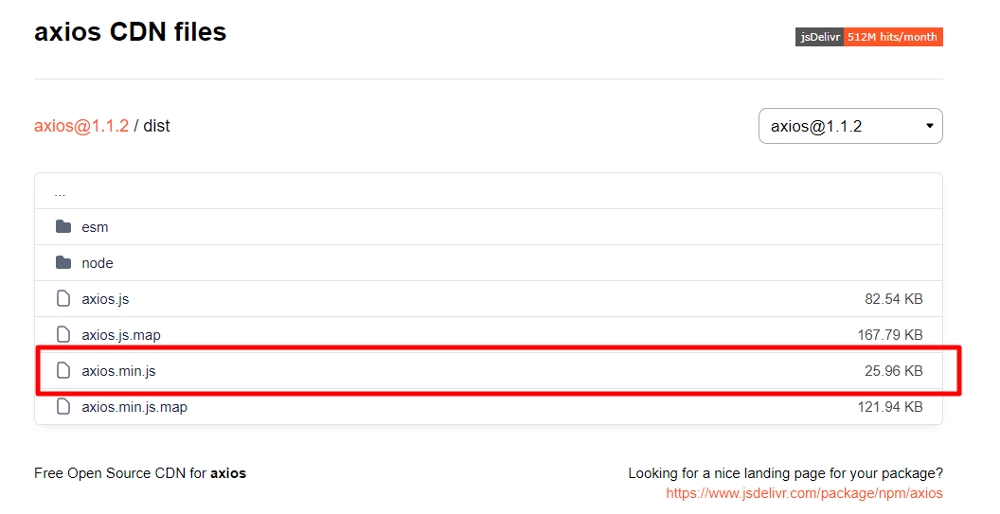 axios CDN files
jsDelivr 512M hits/month
axios@1.1.2 / dist
axios@1.1.2
...
esm
node
axios.js 82.54 KB
axios.js.map 167.79 KB
axios.min.js 25.96 KB
axios.min.js.map 121.94 KB
Free Open Source CDN for axios
Looking for a nice landing page for your package?
https://www.jsdelivr.com/package/npm/axios